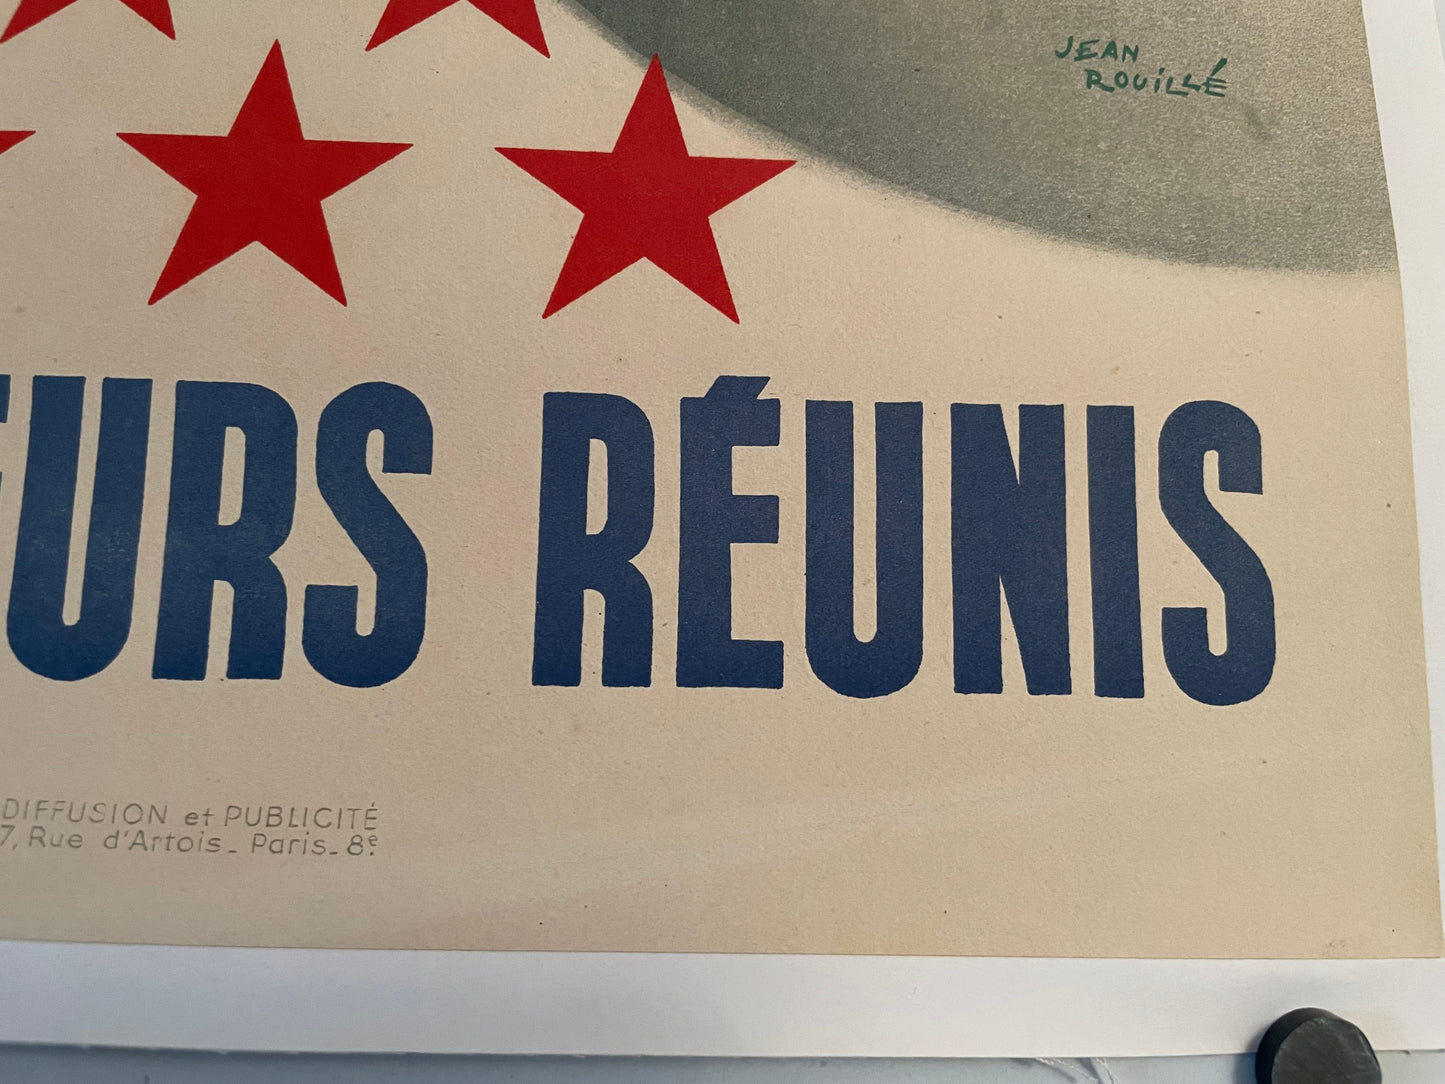 JEAN
ROUILLÉ
EURS RÉUNIS
DIFFUSION et PUBLICITÉ
7, Rue d'Artois_ Paris_ 8e.